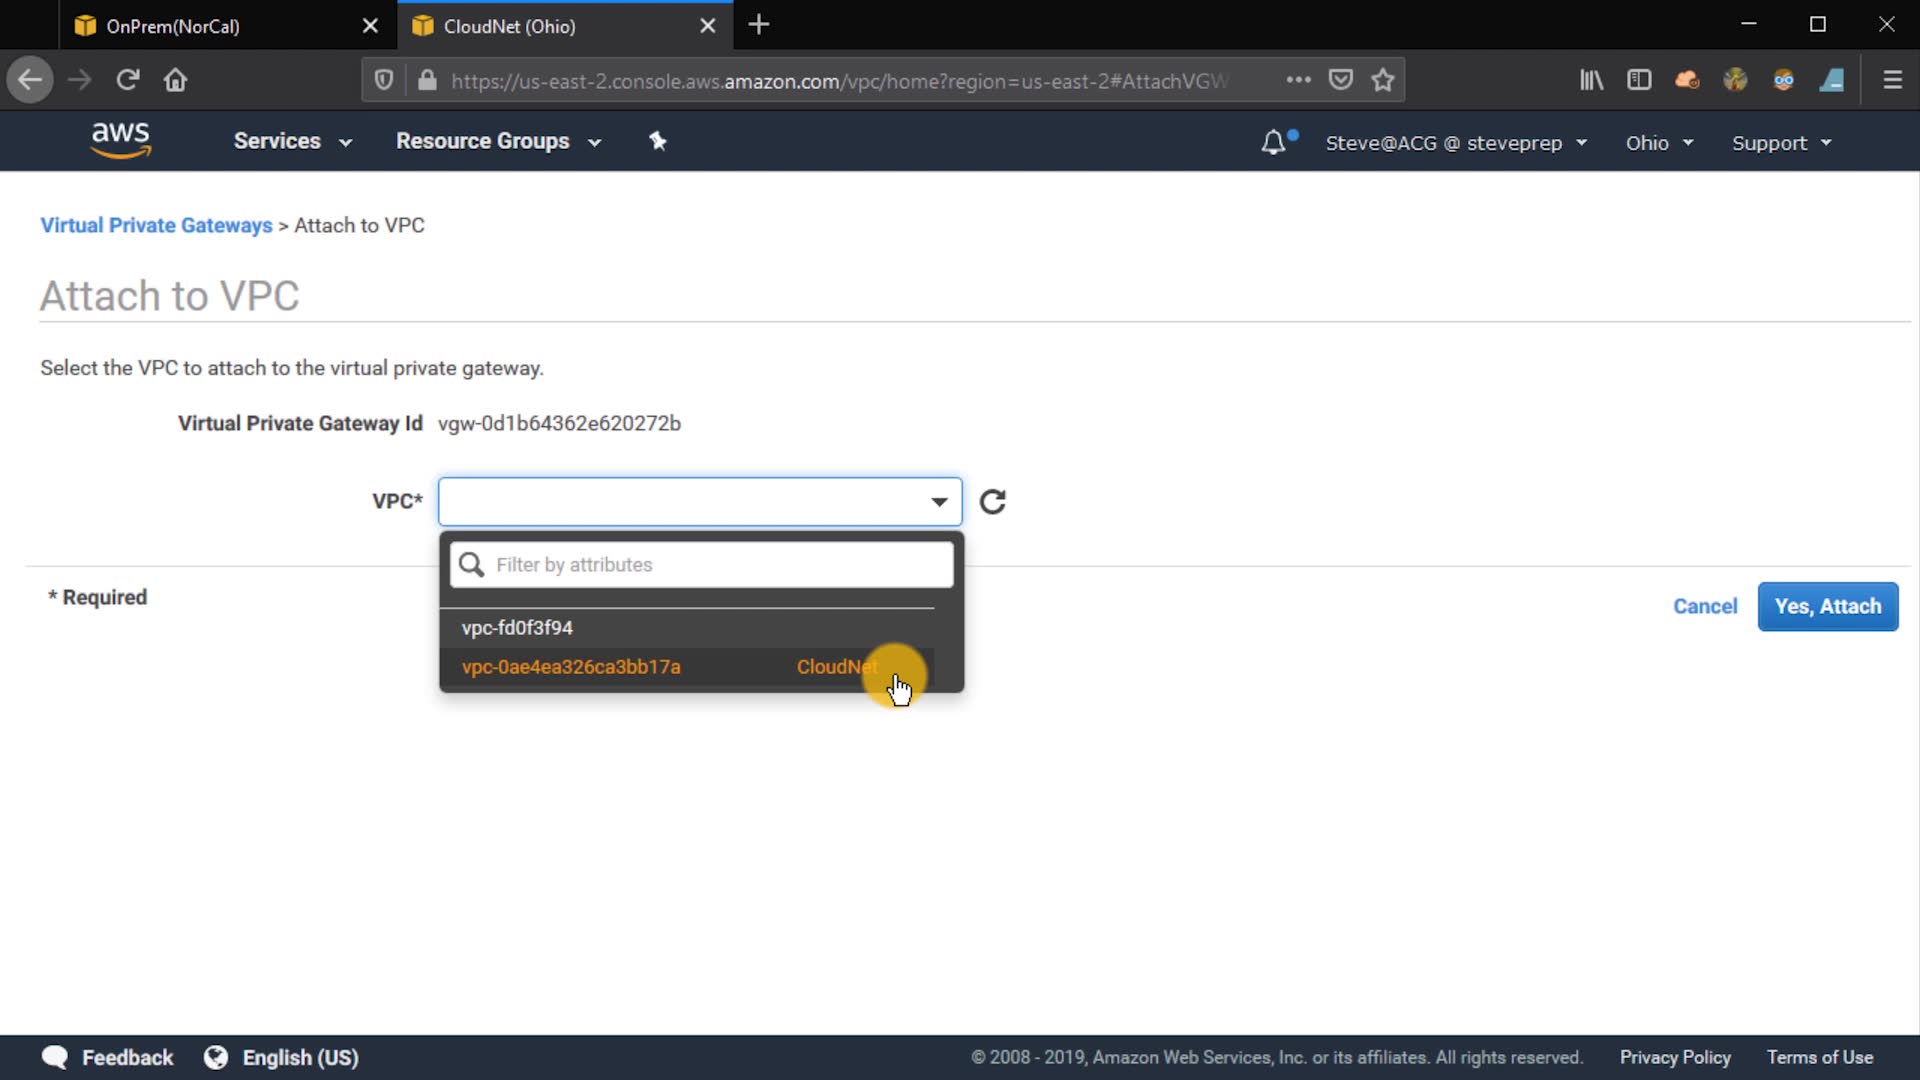 OnPrem(NorCal)
CloudNet (Ohio)
https://us-east-2.console.aws.amazon.com/vpc/home?region=us-east-2#AttachVGW
aws
Services
Resource Groups
Steve@ACG @ steveprep
Ohio
Support
Virtual Private Gateways > Attach to VPC
Attach to VPC
Select the VPC to attach to the virtual private gateway.
Virtual Private Gateway Id vgw-0d1b64362e620272b
VPC*
Filter by attributes
* Required
vpc-fd0f3f94
vpc-0ae4ea326ca3bb17a CloudNet
Cancel
Yes, Attach
Feedback
English (US)
© 2008 - 2019, Amazon Web Services, Inc. or its affiliates. All rights reserved.
Privacy Policy
Terms of Use